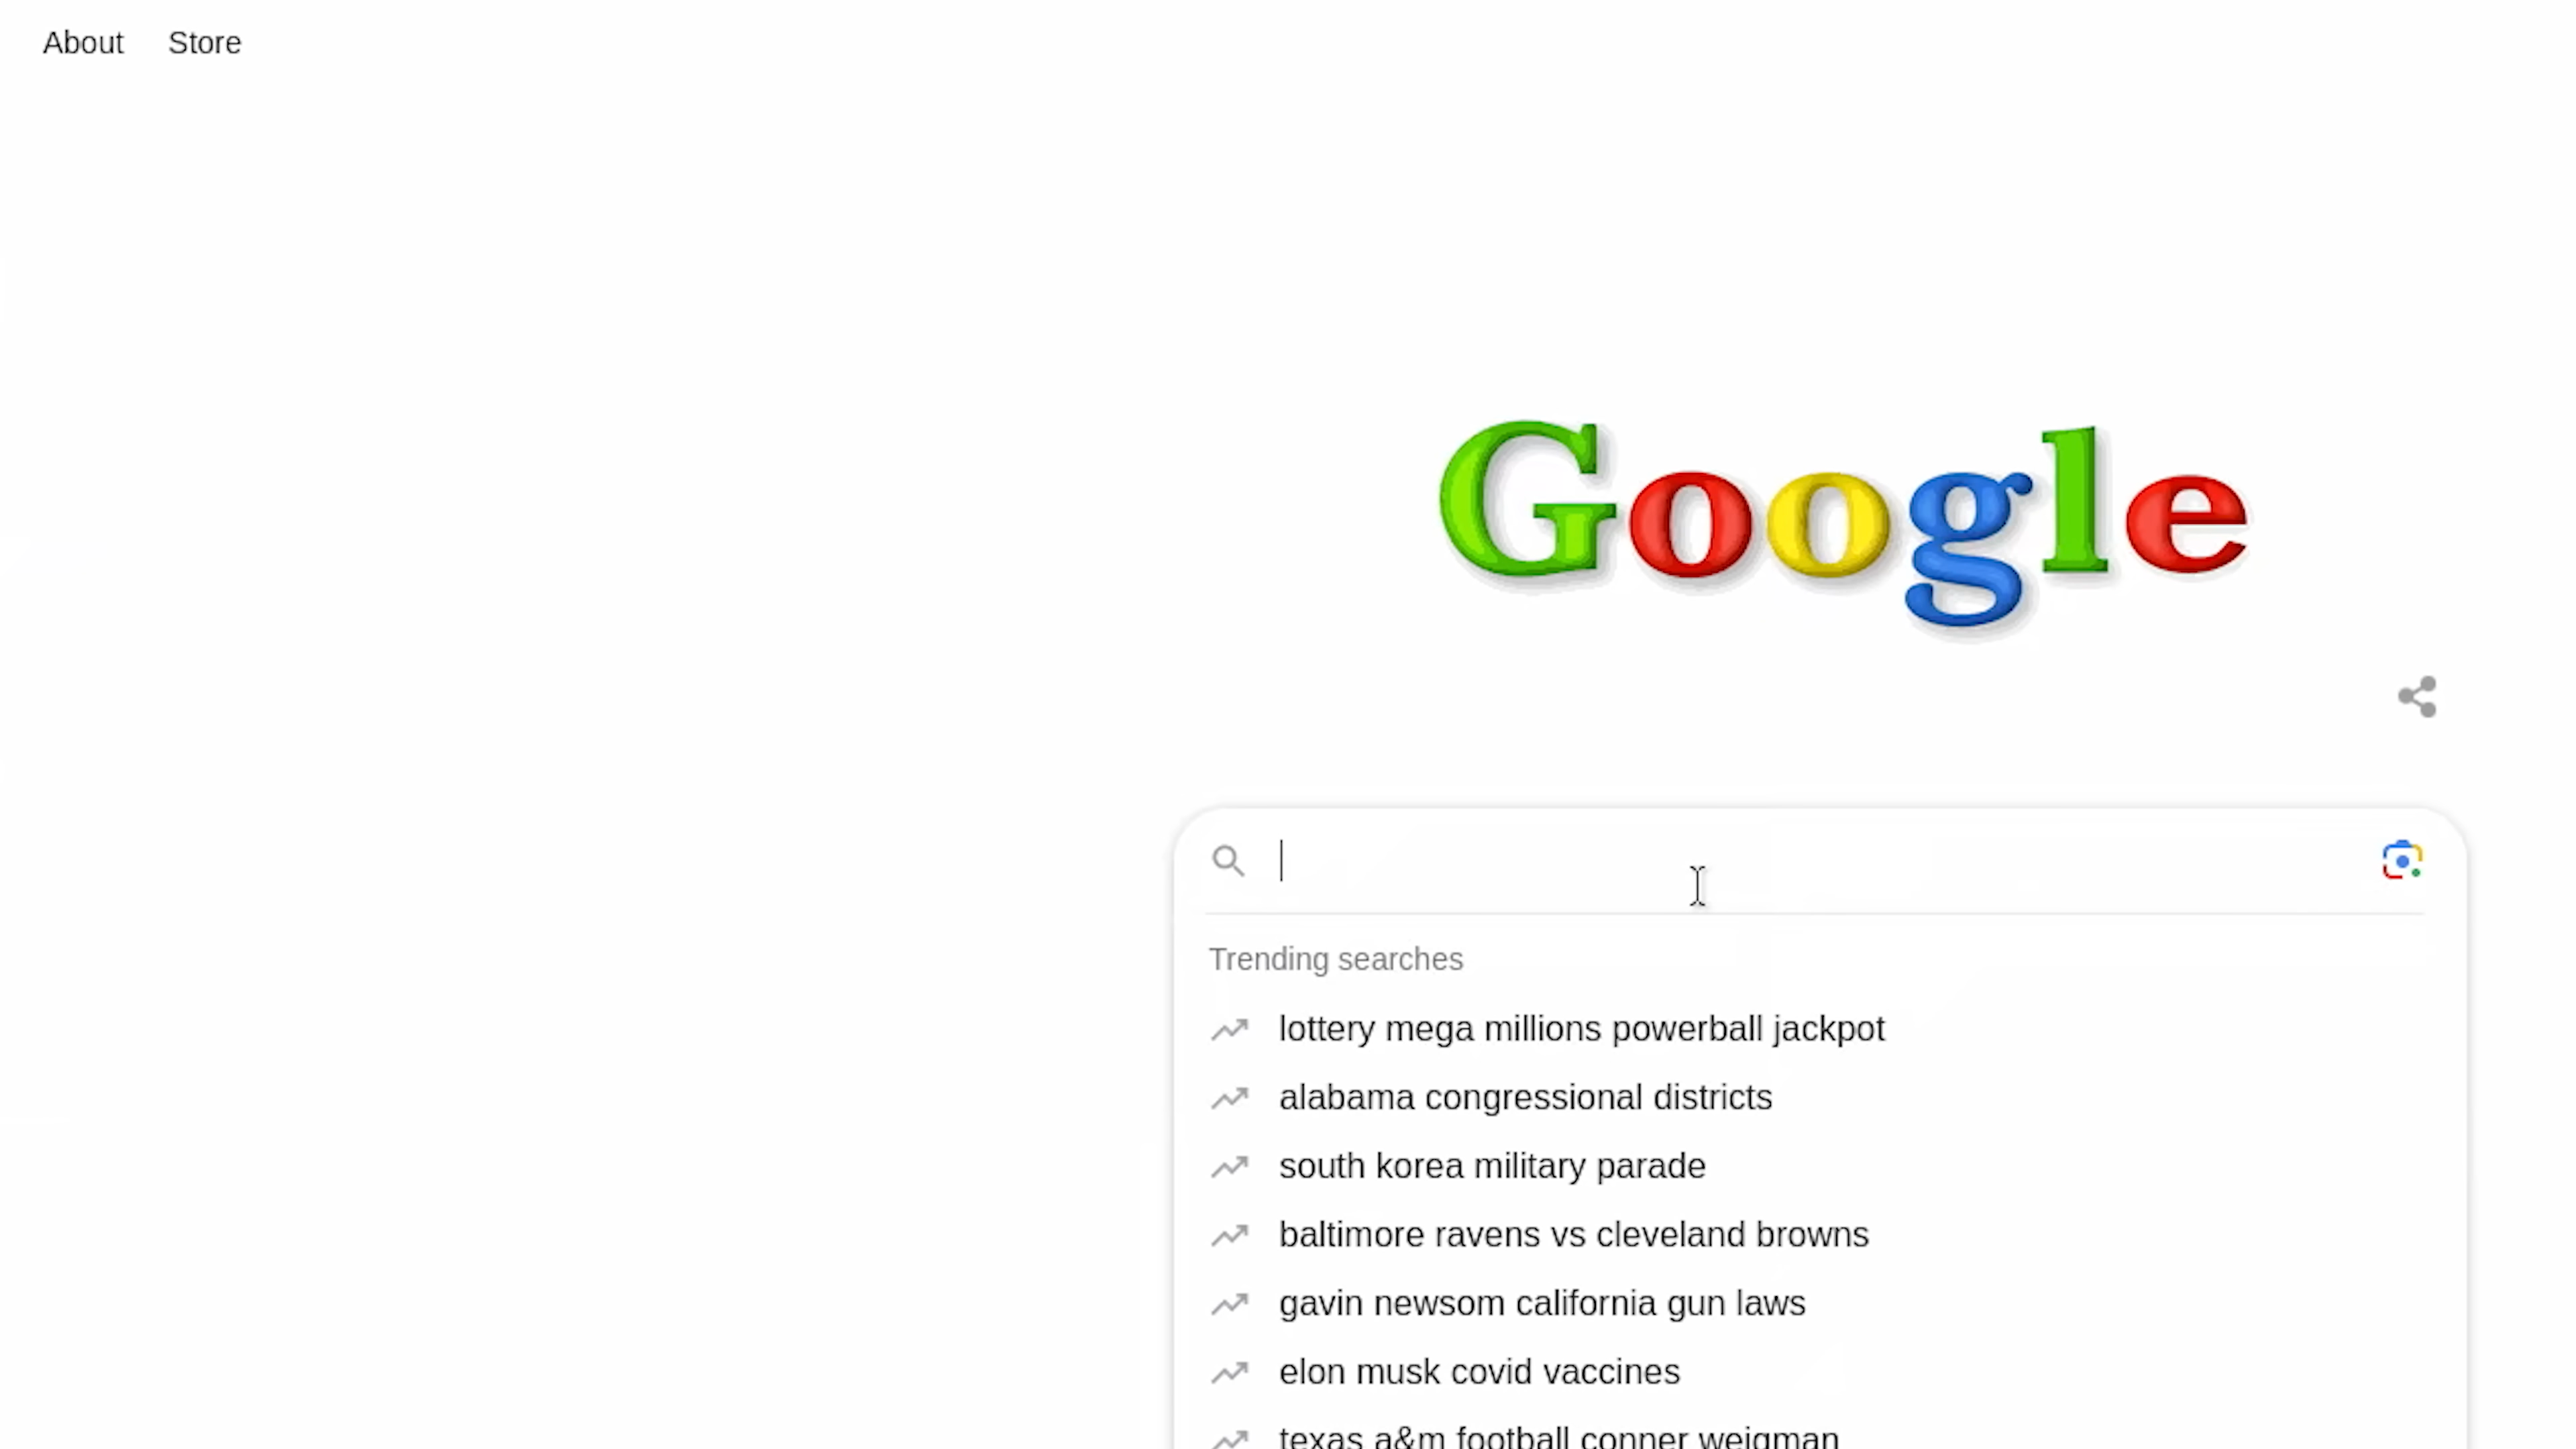 About Store
Google
Trending searches
lottery mega millions powerball jackpot
alabama congressional districts
south korea military parade
baltimore ravens vs cleveland browns
gavin newsom california gun laws
elon musk covid vaccines
texas a&m football conner weigman